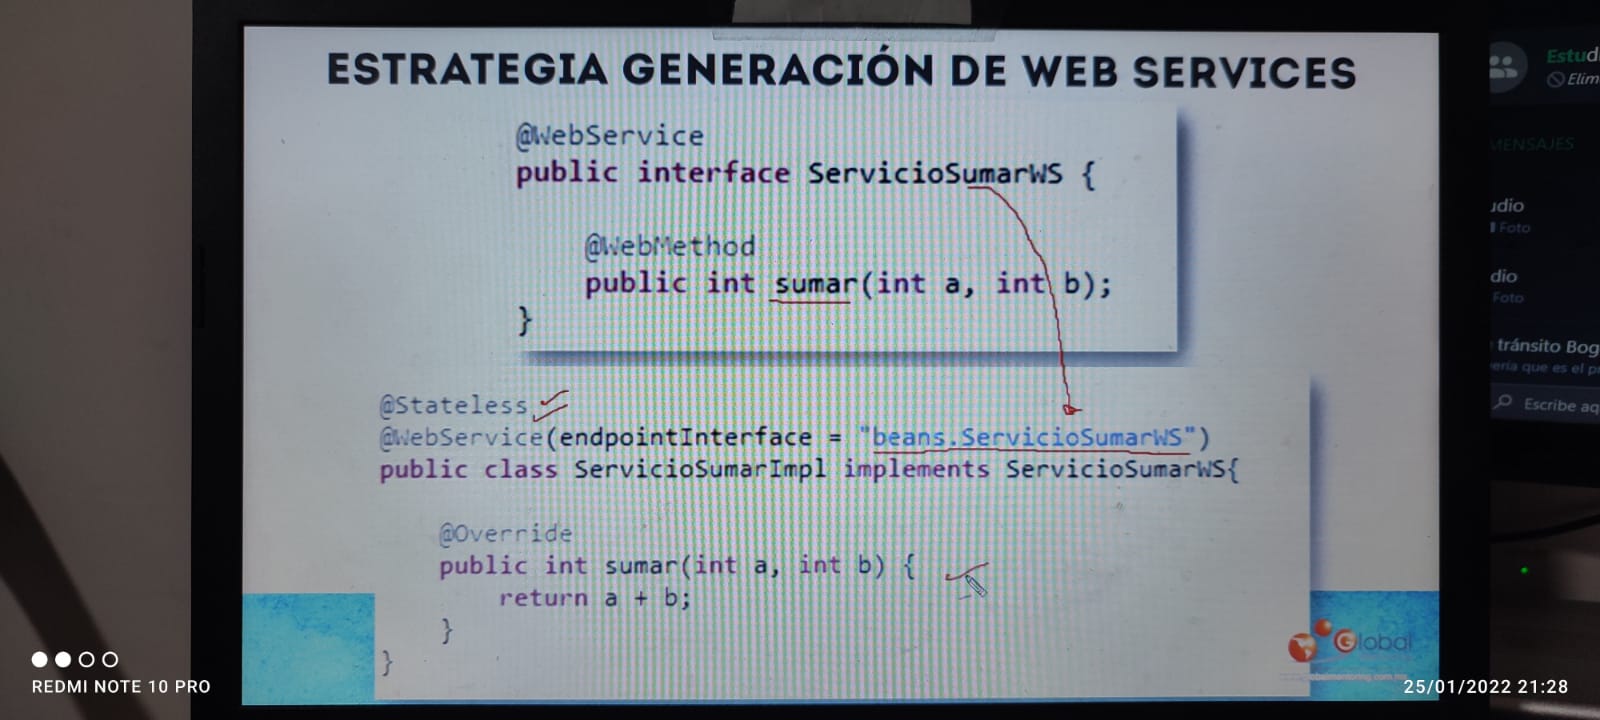 ESTRATEGIA GENERACIÓN DE WEB SERVICES
@WebService
public interface ServicioSumarWS {
@WebMethod
public int sumar(int a, int b);
}
@Stateless
@WebService(endpointInterface = "beans.ServicioSumarWS")
public class ServicioSumarImpl implements ServicioSumarWS{
@Override
public int sumar(int a, int b) {
return a + b;
}
}
Global
Estud
Elim
MENSAJES
udio
Foto
dio
Foto
tránsito Bog
ería que es el p
Escribe aq
REDMI NOTE 10 PRO
25/01/2022 21:28